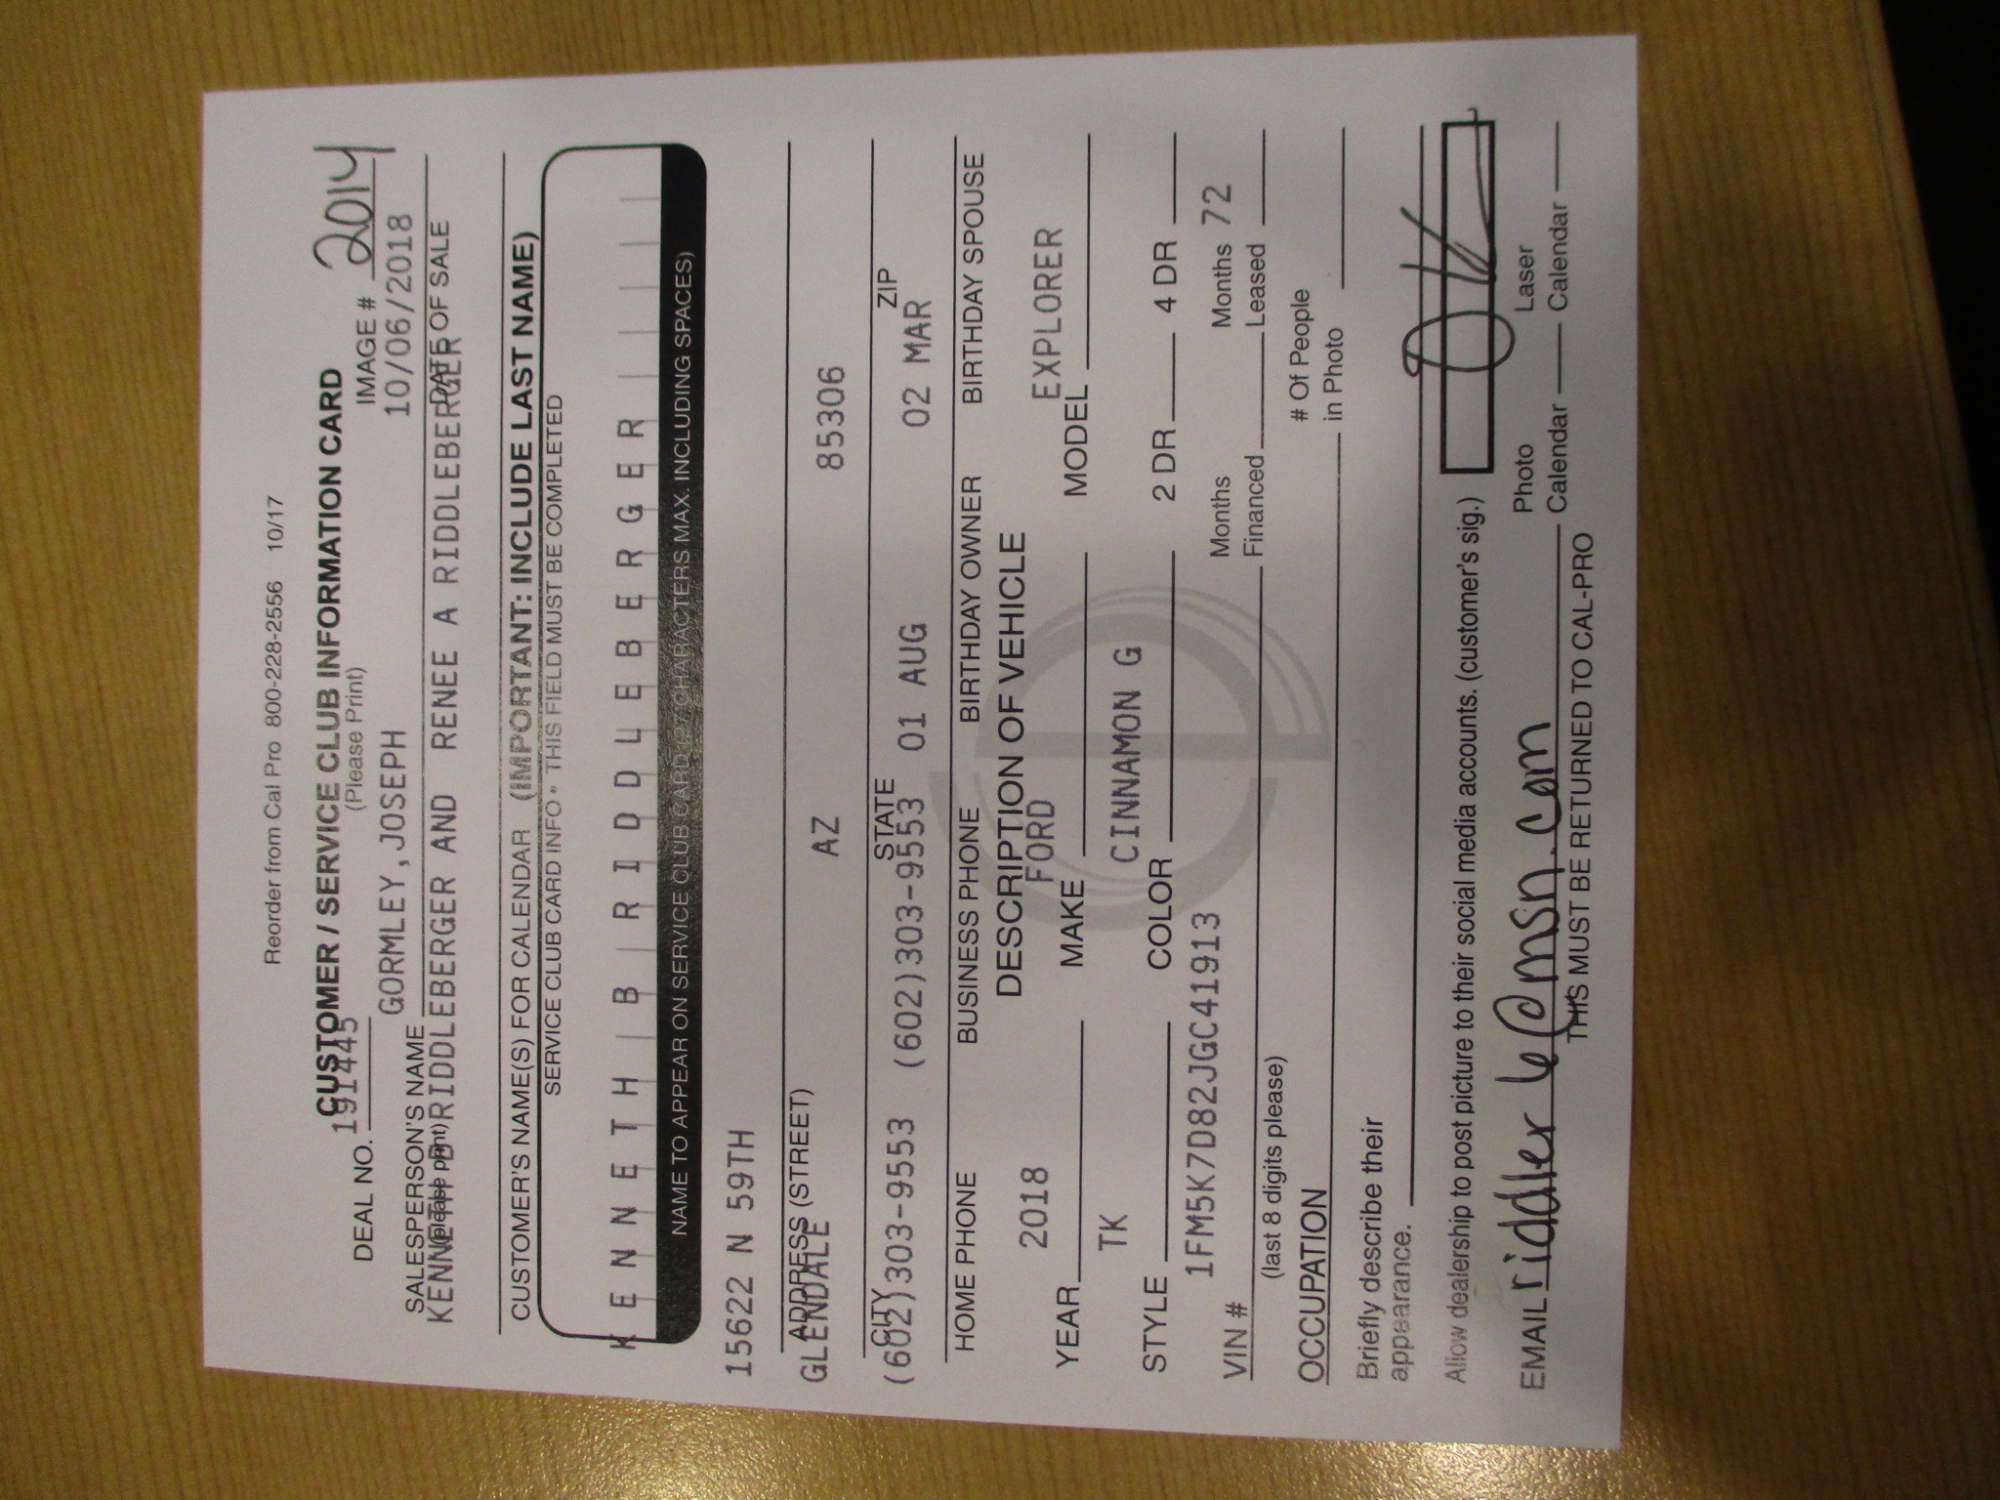 Reorder from Cal Pro 800-228-2556 10/17
CUSTOMER / SERVICE CLUB INFORMATION CARD
(Please Print)
DEAL NO. 191445 IMAGE # 2014
GORMLEY,JOSEPH 10/06/2018
SALESPERSON'S NAME (please print) DATE OF SALE
KENNETH B RIDDLEBERGER AND RENEE A RIDDLEBERGER
CUSTOMER'S NAME(S) FOR CALENDAR (IMPORTANT: INCLUDE LAST NAME)
SERVICE CLUB CARD INFO * THIS FIELD MUST BE COMPLETED
KENNETH B RIDDLEBERGER
NAME TO APPEAR ON SERVICE CLUB CARD (27 CHARACTERS MAX. INCLUDING SPACES)
15622 N 59TH
ADDRESS (STREET)
GLENDALE AZ 85306
CITY STATE ZIP
(602)303-9553 (602)303-9553 01 AUG 02 MAR
HOME PHONE BUSINESS PHONE BIRTHDAY OWNER BIRTHDAY SPOUSE
DESCRIPTION OF VEHICLE
YEAR 2018 MAKE FORD MODEL EXPLORER
STYLE TK COLOR CINNAMON G 2 DR 4 DR
VIN # 1FM5K7D82JGC41913 Months Financed Months Leased 72
(last 8 digits please)
OCCUPATION # Of People in Photo
Briefly describe their
appearance.
Allow dealership to post picture to their social media accounts. (customer's sig.)
EMAIL riddler6@msn.com Photo Calendar Laser Calendar
THIS MUST BE RETURNED TO CAL-PRO